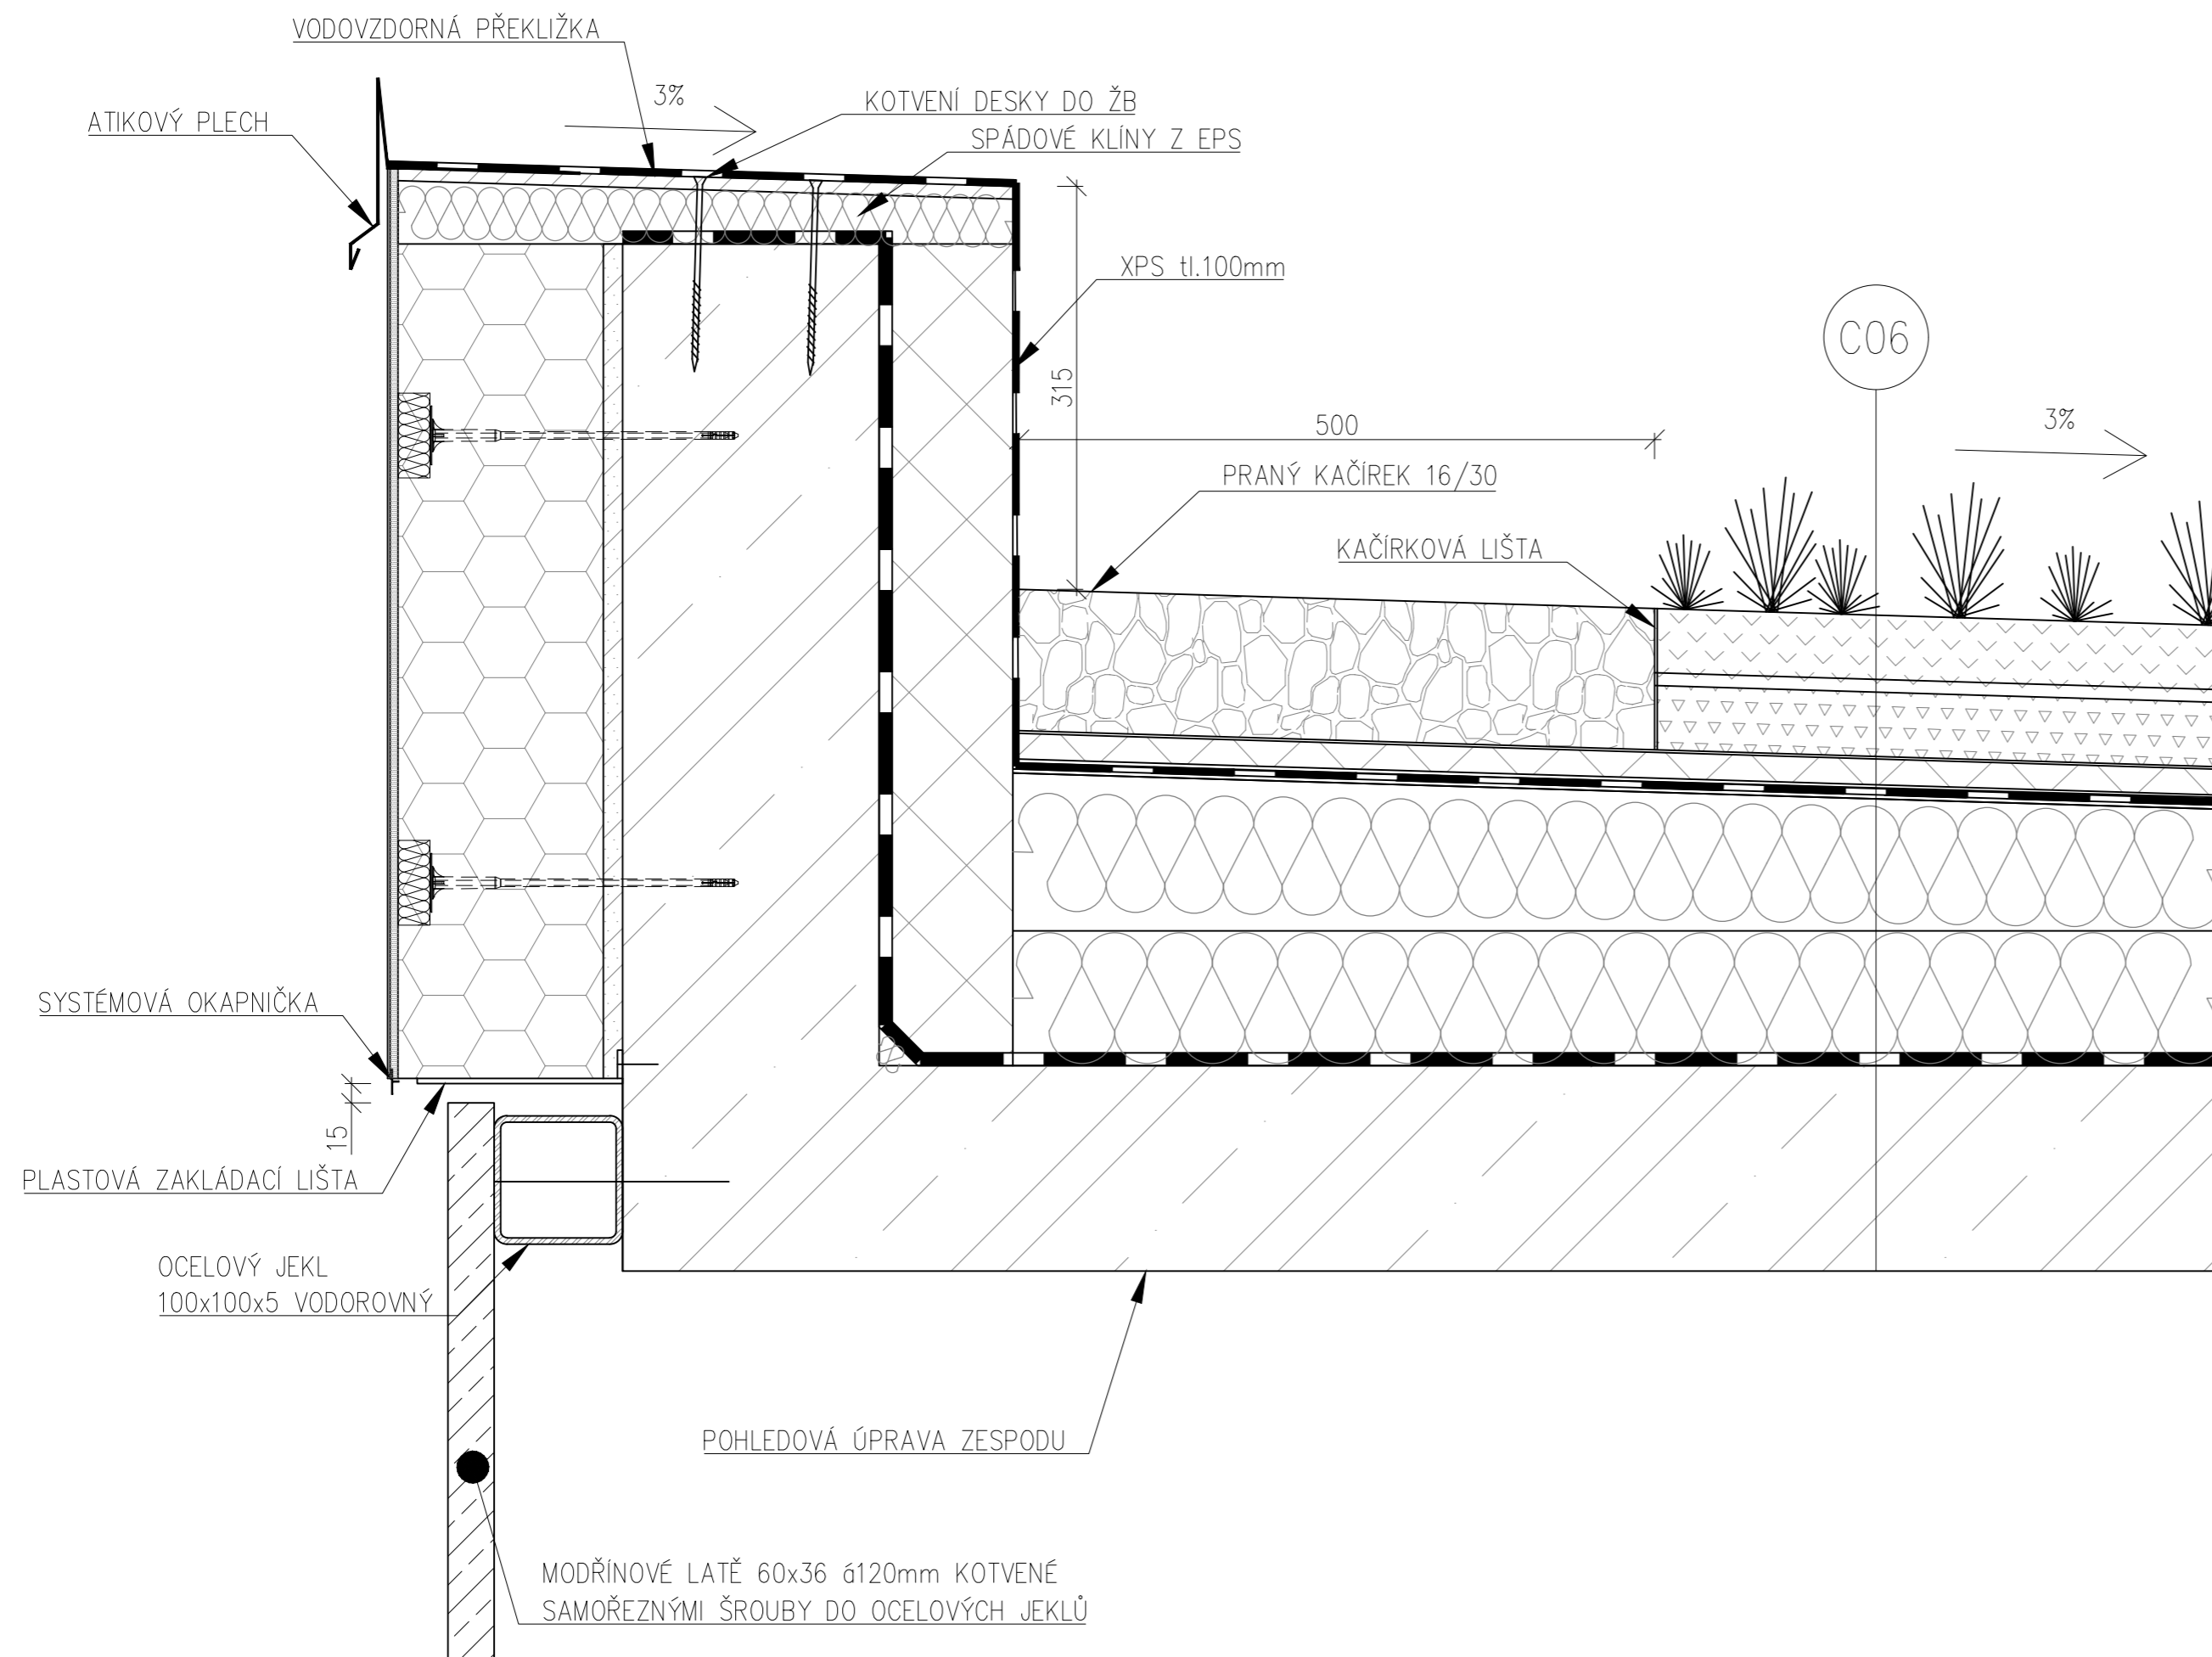 VODOVZDORNÁ PŘEKLIŽKA
3%
KOTVENÍ DESKY DO ŽB
ATIKOVÝ PLECH
SPÁDOVÉ KLÍNY Z EPS
XPS tl.100mm
C06
315
500
3%
PRANÝ KAČÍREK 16/30
KAČÍRKOVÁ LIŠTA
SYSTÉMOVÁ OKAPNIČKA
15
PLASTOVÁ ZAKLÁDACÍ LIŠTA
OCELOVÝ JEKL
100x100x5 VODOROVNÝ
POHLEDOVÁ ÚPRAVA ZESPODU
MODŘÍNOVÉ LATĚ 60x36 á120mm KOTVENÉ
SAMOŘEZNÝMI ŠROUBY DO OCELOVÝCH JEKLŮ